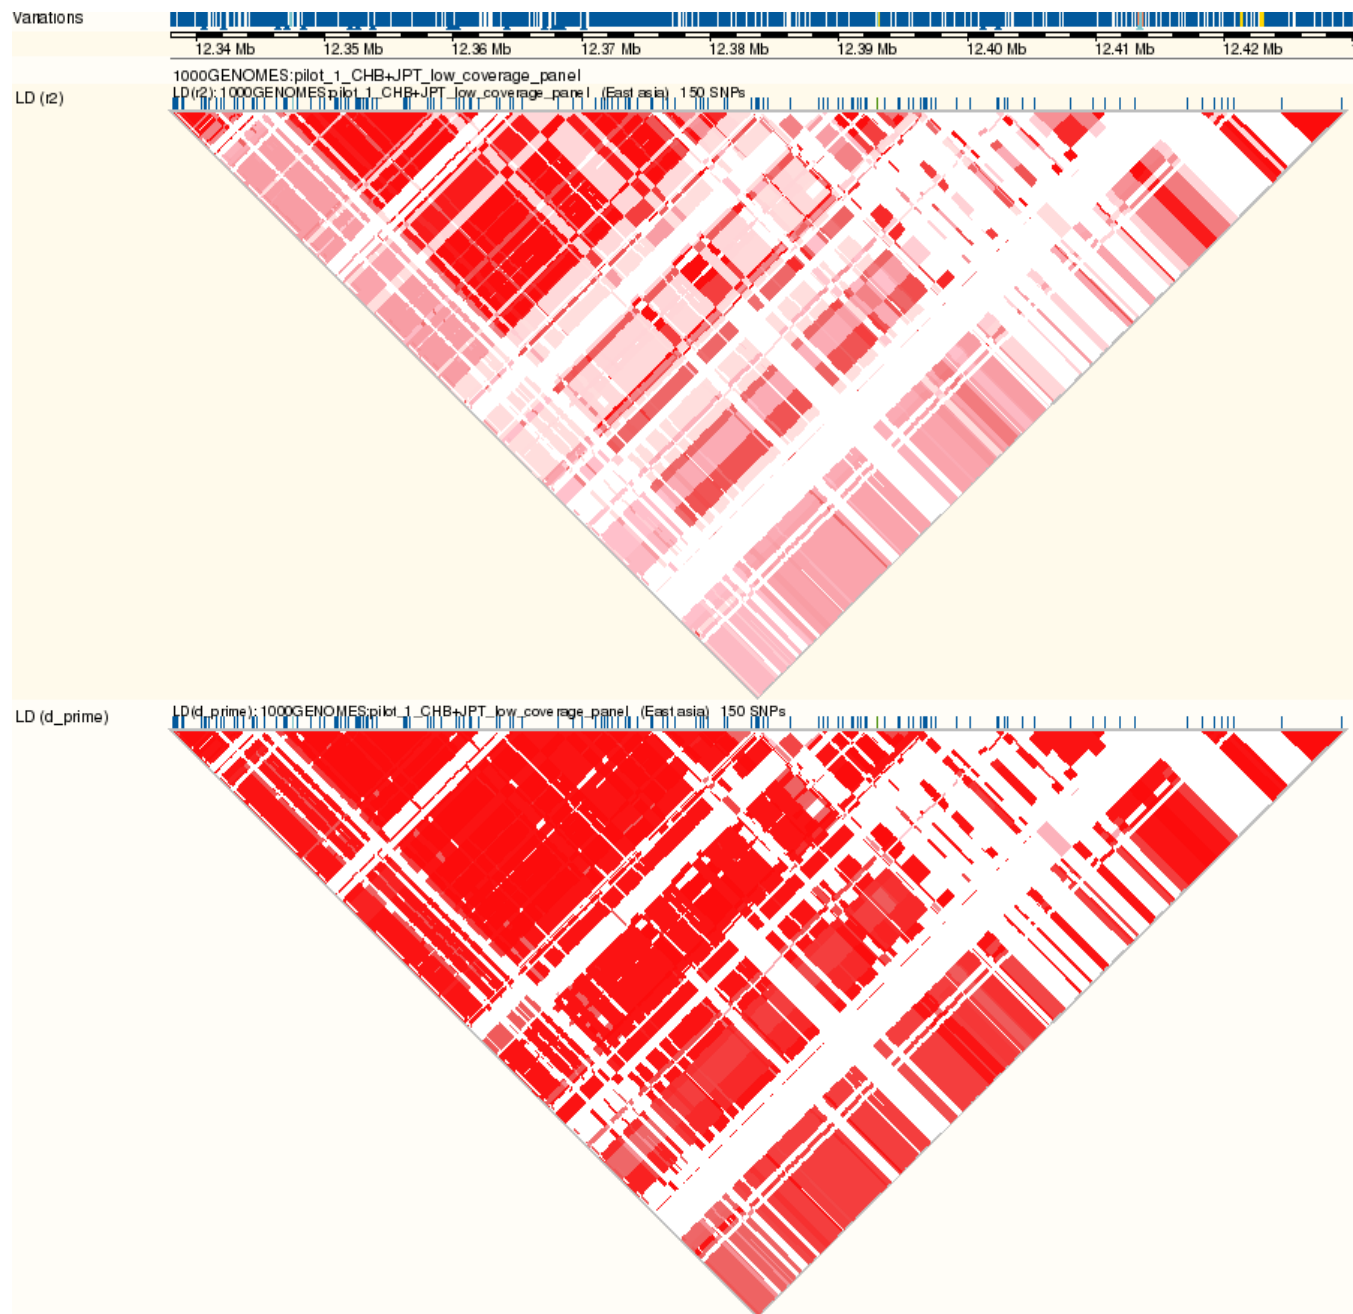 Variations
12.34 Mb 12.35 Mb 12.36 Mb 12.37 Mb 12.38 Mb 12.39 Mb 12.40 Mb 12.41 Mb 12.42 Mb
1000GENOMES:pilot_1_CHB+JPT_low_coverage_panel
LD (r2)
LD(r2): 1000GENOMES:pilot_1_CHB+JPT_low_coverage_panel (East asia) 150 SNPs
LD (d_prime)
LD(d_prime): 1000GENOMES:pilot_1_CHB+JPT_low_coverage_panel (East asia) 150 SNPs